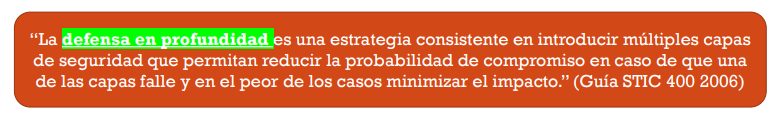 “La defensa en profundidad es una estrategia consistente en introducir múltiples capas
de seguridad que permitan reducir la probabilidad de compromiso en caso de que una
de las capas falle y en el peor de los casos minimizar el impacto.” (Guía STIC 400 2006)